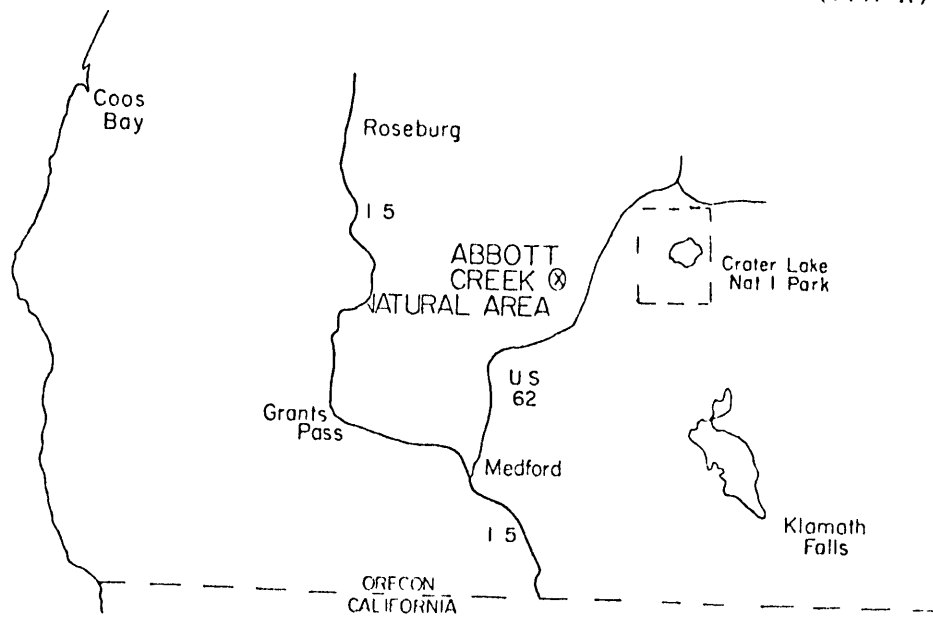 Coos
Bay
Roseburg
I 5
ABBOTT
CREEK
NATURAL AREA
Crater Lake
Nat'l Park
U S
62
Grants
Pass
Medford
I 5
Klamath
Falls
OREGON
CALIFORNIA